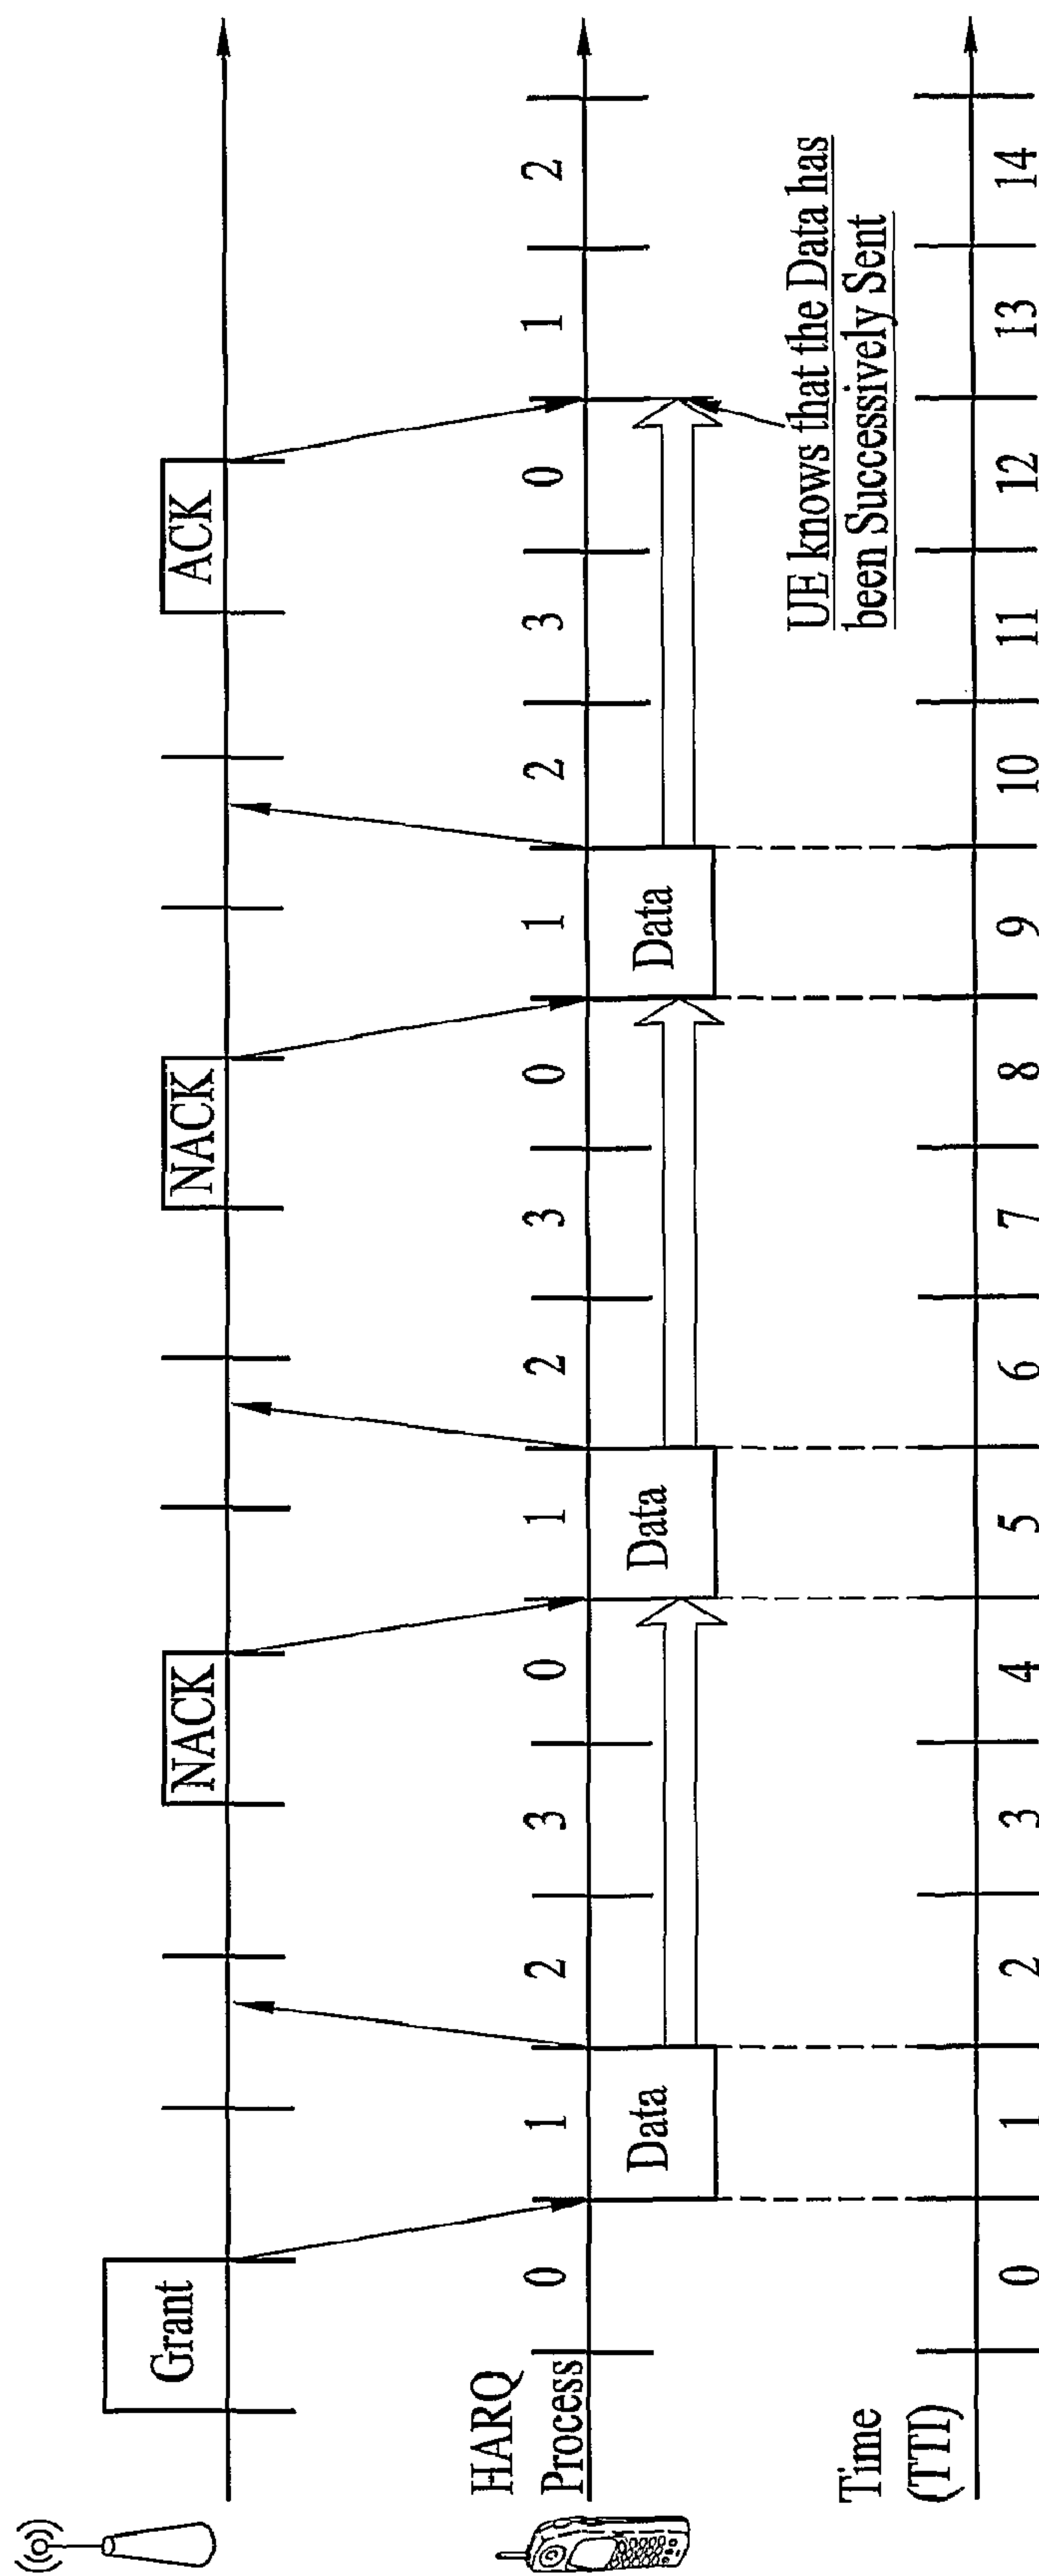 Grant
NACK
NACK
ACK
HARQ
Process
0 1 2 3 0 1 2 3 0 1 2 3 0 1 2
Data
Data
Data
UE knows that the Data has
been Successively Sent
Time
(TTI)
0 1 2 3 4 5 6 7 8 9 10 11 12 13 14